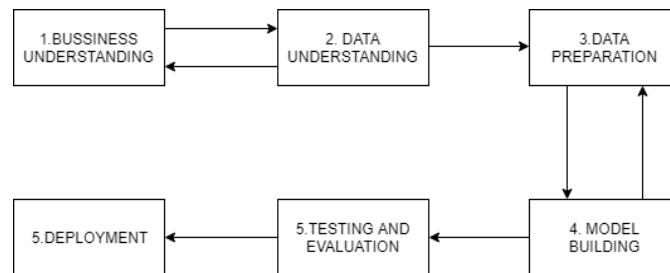 1.BUSSINESS
UNDERSTANDING
2. DATA
UNDERSTANDING
3.DATA
PREPARATION
5.DEPLOYMENT
5.TESTING AND
EVALUATION
4. MODEL
BUILDING